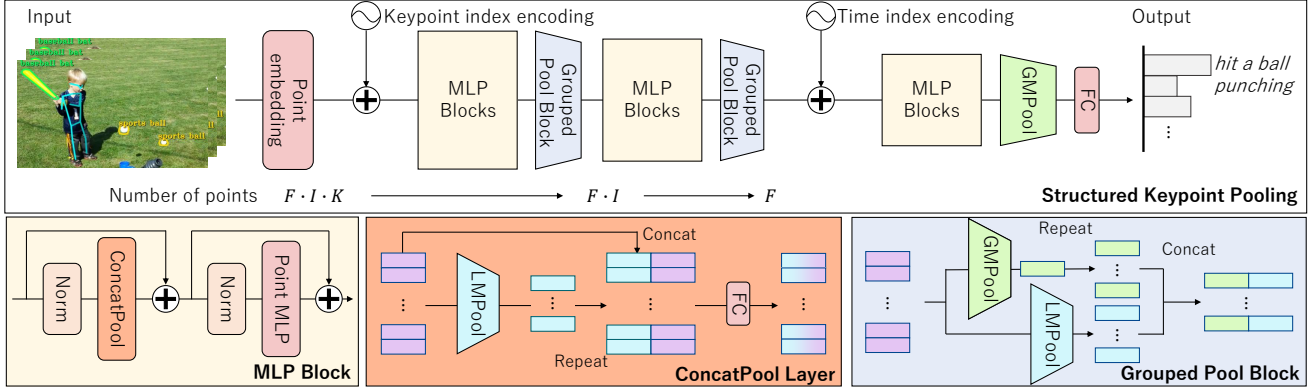 Input
Keypoint index encoding
Time index encoding
Output
baseball bat
baseball bat
baseball bat
sports ball
sports ball
ll
ll
Point embedding
MLP Blocks
Grouped Pool Block
MLP Blocks
Grouped Pool Block
MLP Blocks
GMPool
FC
hit a ball
punching
...
Number of points
F · I · K
F · I
F
Structured Keypoint Pooling
Norm
ConcatPool
Norm
Point MLP
MLP Block
Concat
LMPool
FC
...
...
...
...
Repeat
ConcatPool Layer
GMPool
Repeat
Concat
LMPool
...
...
...
...
Grouped Pool Block